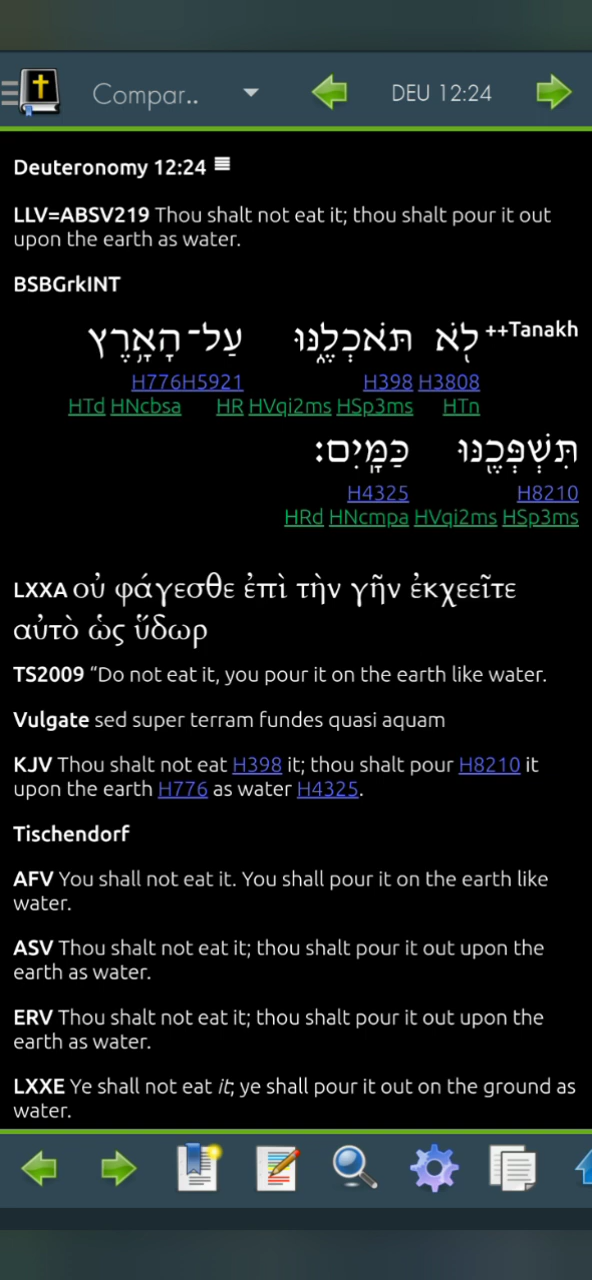 Compar..
DEU 12:24
Deuteronomy 12:24
LLV=ABSV219 Thou shalt not eat it; thou shalt pour it out
upon the earth as water.
BSBGrkINT
++Tanakh לֹ֖א תֹּאכְלֶ֑נּוּ עַל־ הָאָ֥רֶץ
H776H5921 H398 H3808
HTd HNcbsa HR HVqi2ms HSp3ms HTn
תִּשְׁפְּכֶ֖נּוּ כַּמָּֽיִם׃
H4325 H8210
HRd HNcmpa HVqi2ms HSp3ms
LXXA οὐ φάγεσθε ἐπὶ τὴν γῆν ἐκχεεῖτε
αὐτὸ ὡς ὕδωρ
TS2009 “Do not eat it, you pour it on the earth like water.
Vulgate sed super terram fundes quasi aquam
KJV Thou shalt not eat H398 it; thou shalt pour H8210 it
upon the earth H776 as water H4325.
Tischendorf
AFV You shall not eat it. You shall pour it on the earth like
water.
ASV Thou shalt not eat it; thou shalt pour it out upon the
earth as water.
ERV Thou shalt not eat it; thou shalt pour it out upon the
earth as water.
LXXE Ye shall not eat it; ye shall pour it out on the ground as
water.